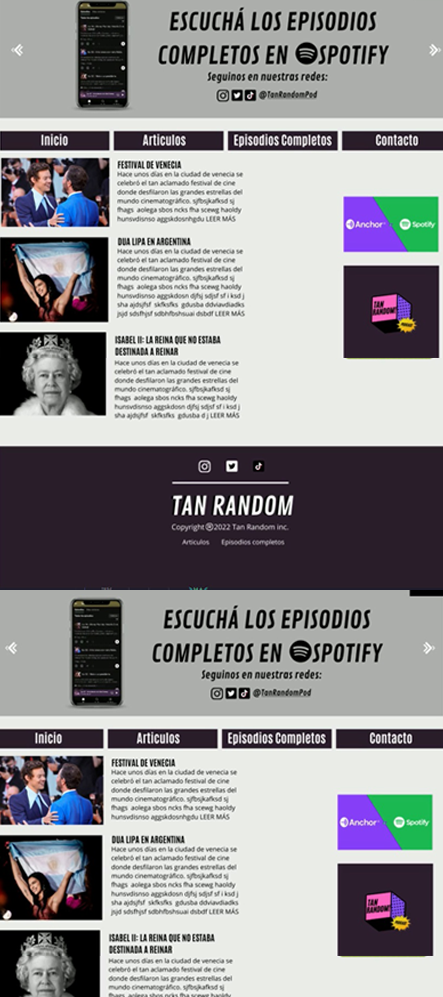 ESCUCHÁ LOS EPISODIOS
COMPLETOS EN SPOTIFY
Seguinos en nuestras redes:
@TanRandomPod
Inicio Articulos Episodios Completos Contacto
FESTIVAL DE VENECIA
Hace unos días en la ciudad de venecia se
celebró el tan aclamado festival de cine
donde desfilaron las grandes estrellas del
mundo cinematográfico. sjfbsjkafksd sj
fhags aolega sbos ncks fha scewg haoldy
hunsvdisnso aggskdosnhgdu LEER MÁS
DUA LIPA EN ARGENTINA
Hace unos días en la ciudad de venecia se
celebró el tan aclamado festival de cine
donde desfilaron las grandes estrellas del
mundo cinematográfico. sjfbsjkafksd sj
fhags aolega sbos ncks fha scewg haoldy
hunsvdisnso aggskdosn djfsj sdjsf sf i ksd j
sha ajdsjfsf skfksfks gdusba ddviavdiadks
jsjd sdsfhjsf sdbhfbshsuai dsbdf LEER MÁS
ISABEL II: LA REINA QUE NO ESTABA
DESTINADA A REINAR
Hace unos días en la ciudad de venecia se
celebró el tan aclamado festival de cine
donde desfilaron las grandes estrellas del
mundo cinematográfico. sjfbsjkafksd sj
fhags aolega sbos ncks fha scewg haoldy
hunsvdisnso aggskdosn djfsj sdjsf sf i ksd j
sha ajdsjfsf skfksfks gdusba d j LEER MÁS
Anchor Spotify
TAN
RANDOM!
TAN RANDOM
Copyright ®2022 Tan Random inc.
Articulos Episodios completos
ESCUCHÁ LOS EPISODIOS
COMPLETOS EN SPOTIFY
Seguinos en nuestras redes:
@TanRandomPod
Inicio Articulos Episodios Completos Contacto
FESTIVAL DE VENECIA
Hace unos días en la ciudad de venecia se
celebró el tan aclamado festival de cine
donde desfilaron las grandes estrellas del
mundo cinematográfico. sjfbsjkafksd sj
fhags aolega sbos ncks fha scewg haoldy
hunsvdisnso aggskdosnhgdu LEER MÁS
DUA LIPA EN ARGENTINA
Hace unos días en la ciudad de venecia se
celebró el tan aclamado festival de cine
donde desfilaron las grandes estrellas del
mundo cinematográfico. sjfbsjkafksd sj
fhags aolega sbos ncks fha scewg haoldy
hunsvdisnso aggskdosn djfsj sdjsf sf i ksd j
sha ajdsjfsf skfksfks gdusba ddviavdiadks
jsjd sdsfhjsf sdbhfbshsuai dsbdf LEER MÁS
ISABEL II: LA REINA QUE NO ESTABA
DESTINADA A REINAR
Hace unos días en la ciudad de venecia se
celebró el tan aclamado festival de cine
donde desfilaron las grandes estrellas del
mundo cinematográfico. sjfbsjkafksd sj
fhags aolega sbos ncks fha scewg haoldy
Anchor Spotify
TAN
RANDOM!